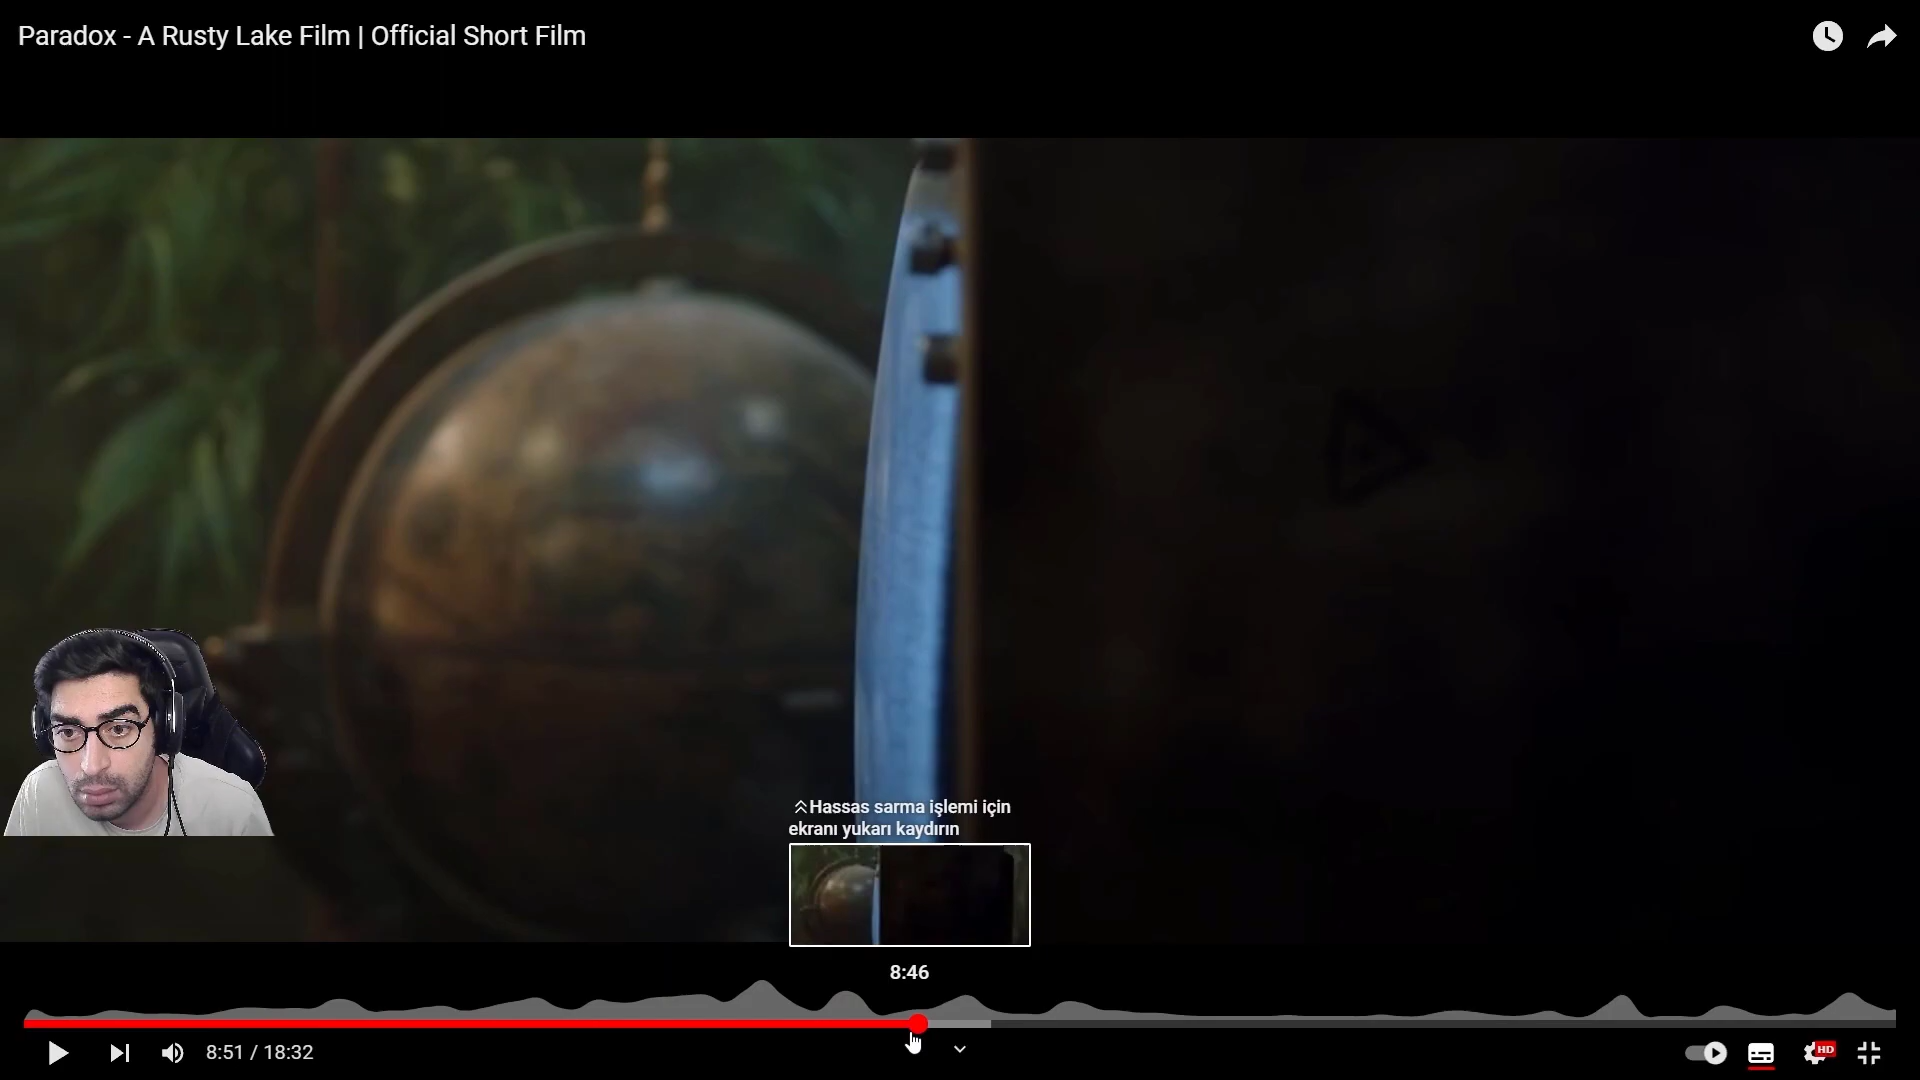 Paradox - A Rusty Lake Film | Official Short Film
Hassas sarma işlemi için
ekranı yukarı kaydırın
8:46
8:51 / 18:32
HD